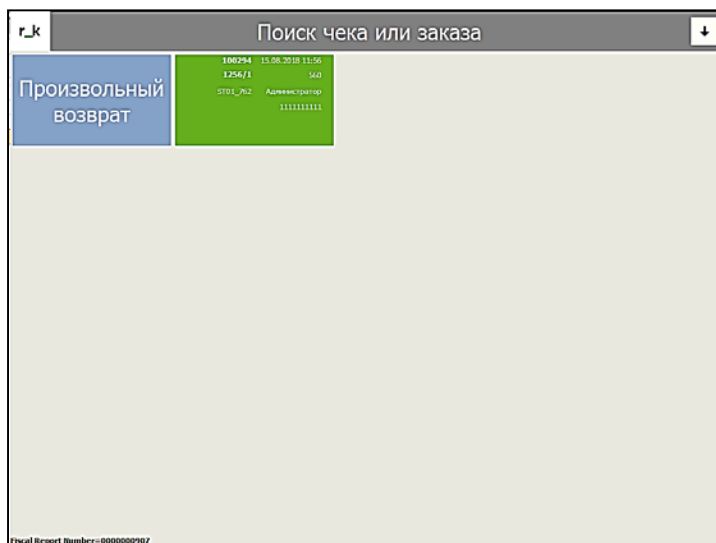 r_k
Поиск чека или заказа
Произвольный
возврат
100294 15.08.2018 11:56
1256/1 560
ST01_762 Администратор
1111111111
Fiscal Report Number=0000000907